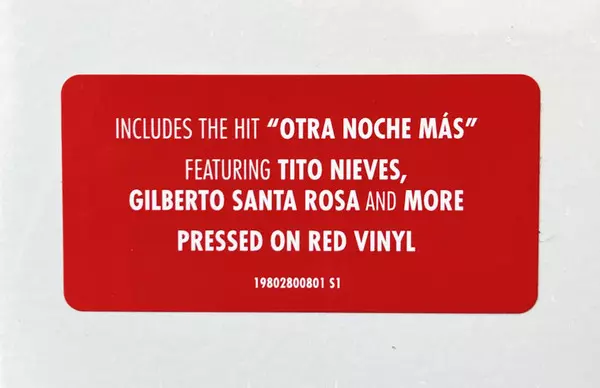 INCLUDES THE HIT “OTRA NOCHE MÁS”
FEATURING TITO NIEVES,
GILBERTO SANTA ROSA AND MORE
PRESSED ON RED VINYL
19802800801 S1